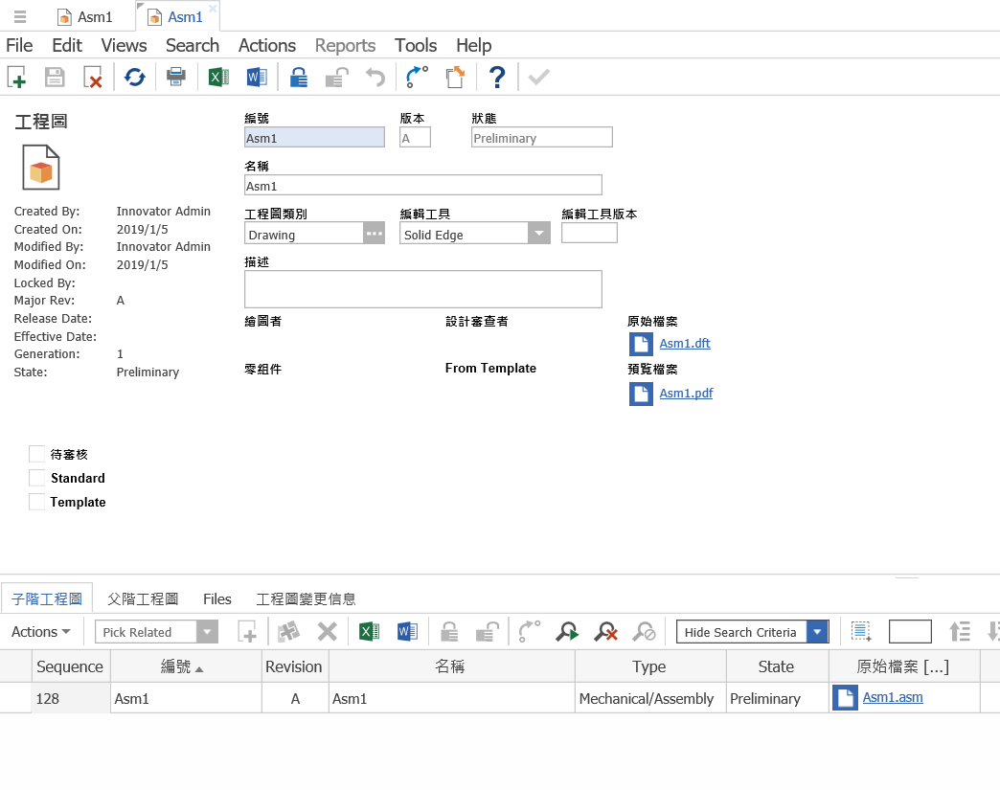 Asm1 Asm1
File Edit Views Search Actions Reports Tools Help
工程圖
Created By: Innovator Admin
Created On: 2019/1/5
Modified By: Innovator Admin
Modified On: 2019/1/5
Locked By:
Major Rev: A
Release Date:
Effective Date:
Generation: 1
State: Preliminary
編號 版本 狀態
Asm1 A Preliminary
名稱
Asm1
工程圖類別 編輯工具 編輯工具版本
Drawing Solid Edge
描述
繪圖者 設計審查者 原始檔案
Asm1.dft
零組件 From Template 預覧檔案
Asm1.pdf
待審核
Standard
Template
子階工程圖 父階工程圖 Files 工程圖變更信息
Actions Pick Related Hide Search Criteria
Sequence 編號 Revision 名稱 Type State 原始檔案 [...]
128 Asm1 A Asm1 Mechanical/Assembly Preliminary Asm1.asm